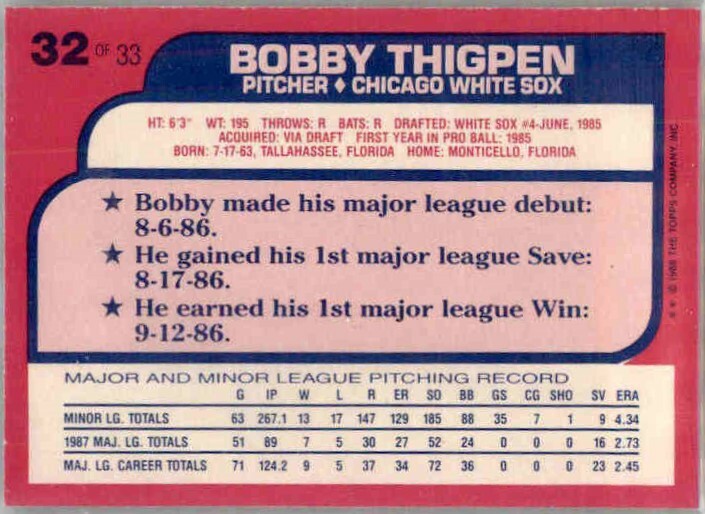 32 OF 33
BOBBY THIGPEN
PITCHER ♦ CHICAGO WHITE SOX
HT: 6'3" WT: 195 THROWS: R BATS: R DRAFTED: WHITE SOX #4-JUNE, 1985
ACQUIRED: VIA DRAFT FIRST YEAR IN PRO BALL: 1985
BORN: 7-17-63, TALLAHASSEE, FLORIDA HOME: MONTICELLO, FLORIDA
★ Bobby made his major league debut:
8-6-86.
★ He gained his 1st major league Save:
8-17-86.
★ He earned his 1st major league Win:
9-12-86.
MAJOR AND MINOR LEAGUE PITCHING RECORD
G IP W L R ER SO BB GS CG SHO SV ERA
MINOR LG. TOTALS 63 267.1 13 17 147 129 185 88 35 7 1 9 4.34
1987 MAJ. LG. TOTALS 51 89 7 5 30 27 52 24 0 0 0 16 2.73
MAJ. LG. CAREER TOTALS 71 124.2 9 5 37 34 72 36 0 0 0 23 2.45
* * © 1988 THE TOPPS COMPANY, INC.